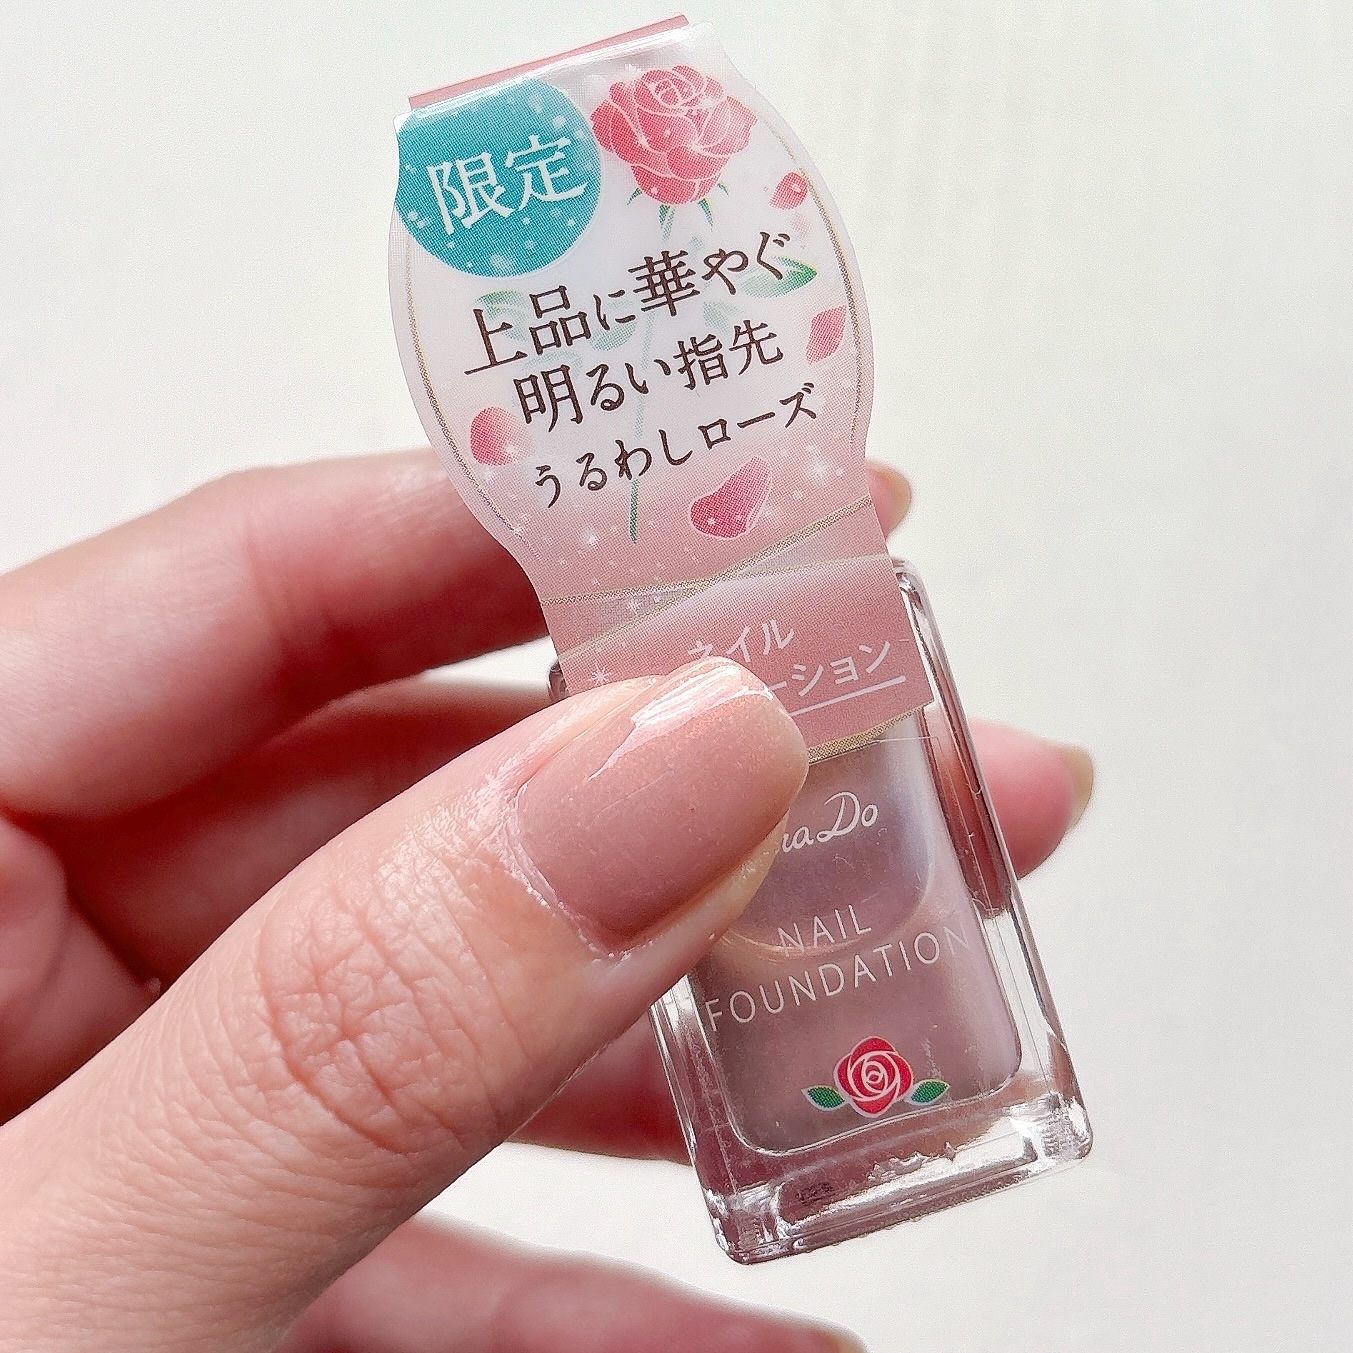 限定
上品に華やぐ
明るい指先
うるわしローズ
ネイル
ーション
raDo
NAIL
FOUNDATION